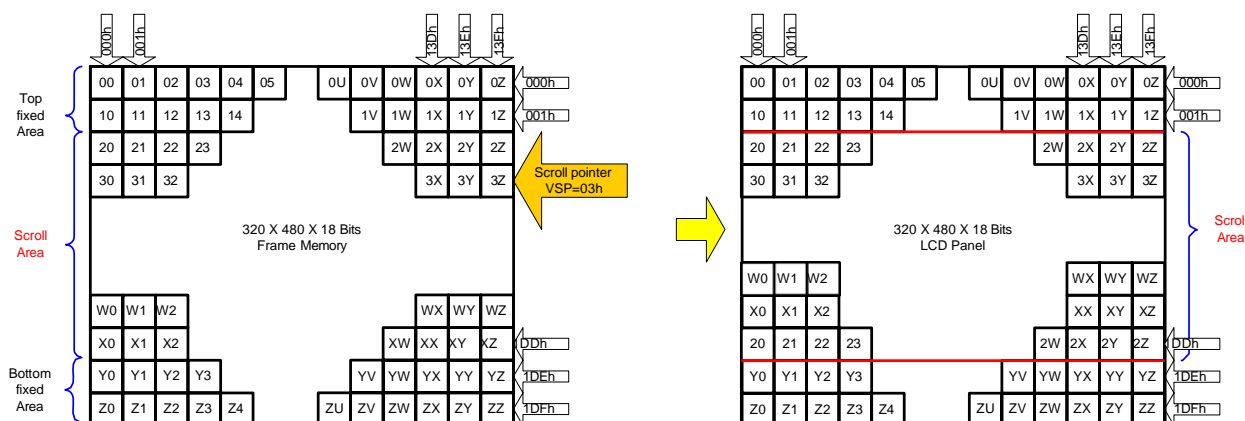 000h 001h 13Dh 13Eh 13Fh 000h 001h 13Dh 13Eh 13Fh
00 01 02 03 04 05 0U 0V 0W 0X 0Y 0Z 000h 00 01 02 03 04 05 0U 0V 0W 0X 0Y 0Z 000h
Top
fixed
Area
10 11 12 13 14 1V 1W 1X 1Y 1Z 001h 10 11 12 13 14 1V 1W 1X 1Y 1Z 001h
20 21 22 23 2W 2X 2Y 2Z 20 21 22 23 2W 2X 2Y 2Z
30 31 32 3X 3Y 3Z 30 31 32 3X 3Y 3Z
Scroll pointer
VSP=03h
Scroll
Area
320 X 480 X 18 Bits
Frame Memory
320 X 480 X 18 Bits
LCD Panel
Scrol
Area
W0 W1 W2 WX WY WZ W0 W1 W2 WX WY WZ
X0 X1 X2 XW XX XY XZ DDh X0 X1 X2 XX XY XZ
20 21 22 23 2W 2X 2Y 2Z DDh
Bottom
fixed
Area
Y0 Y1 Y2 Y3 YV YW YX YY YZ 1DEh Y0 Y1 Y2 Y3 YV YW YX YY YZ 1DEh
Z0 Z1 Z2 Z3 Z4 ZU ZV ZW ZX ZY ZZ 1DFh Z0 Z1 Z2 Z3 Z4 ZU ZV ZW ZX ZY ZZ 1DFh